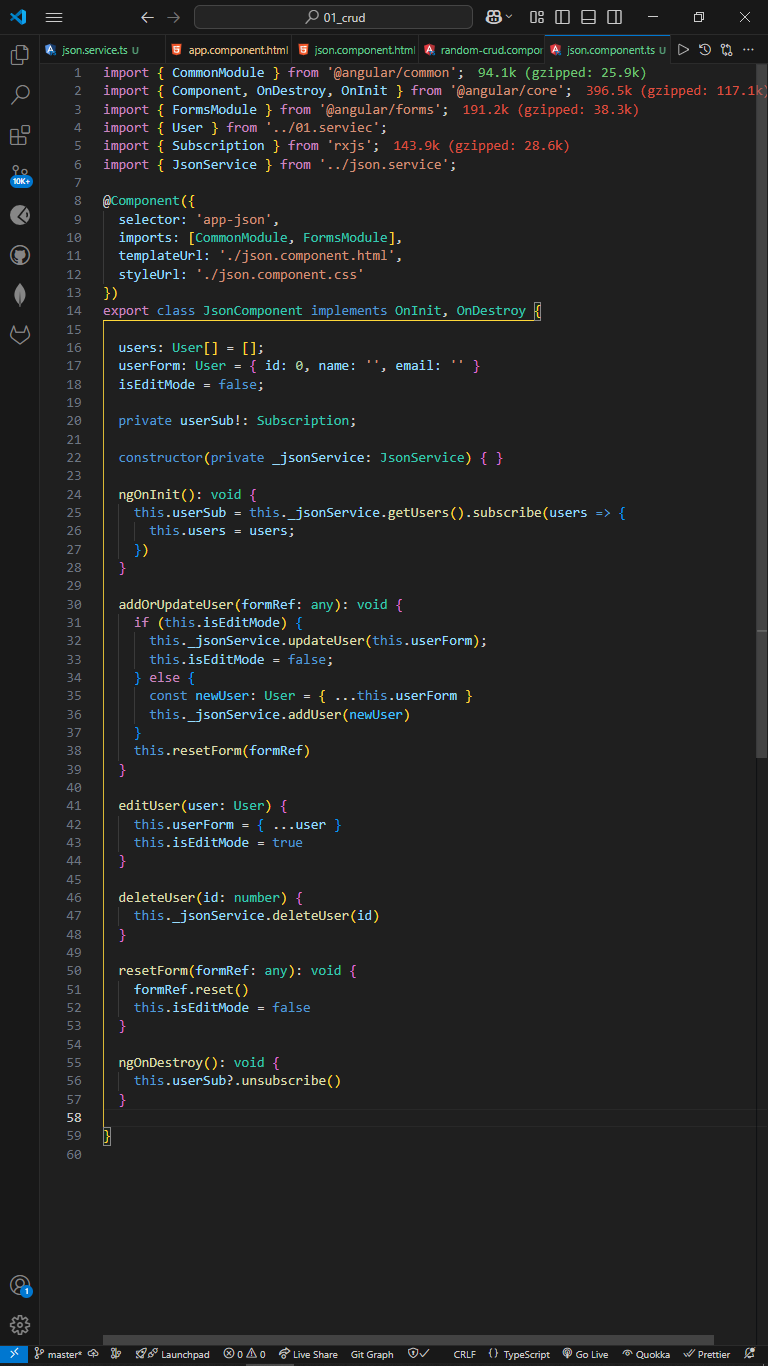 01_crud
json.service.ts U
app.component.html
json.component.html
random-crud.compor
json.component.ts U
1 import { CommonModule } from '@angular/common'; 94.1k (gzipped: 25.9k)
2 import { Component, OnDestroy, OnInit } from '@angular/core'; 396.5k (gzipped: 117.1k)
3 import { FormsModule } from '@angular/forms'; 191.2k (gzipped: 38.3k)
4 import { User } from '../01.serviec';
5 import { Subscription } from 'rxjs'; 143.9k (gzipped: 28.6k)
6 import { JsonService } from '../json.service';
7
8 @Component({
9   selector: 'app-json',
10   imports: [CommonModule, FormsModule],
11   templateUrl: './json.component.html',
12   styleUrl: './json.component.css'
13 })
14 export class JsonComponent implements OnInit, OnDestroy {
15
16   users: User[] = [];
17   userForm: User = { id: 0, name: '', email: '' }
18   isEditMode = false;
19
20   private userSub!: Subscription;
21
22   constructor(private _jsonService: JsonService) { }
23
24   ngOnInit(): void {
25     this.userSub = this._jsonService.getUsers().subscribe(users => {
26       this.users = users;
27     })
28   }
29
30   addOrUpdateUser(formRef: any): void {
31     if (this.isEditMode) {
32       this._jsonService.updateUser(this.userForm);
33       this.isEditMode = false;
34     } else {
35       const newUser: User = { ...this.userForm }
36       this._jsonService.addUser(newUser)
37     }
38     this.resetForm(formRef)
39   }
40
41   editUser(user: User) {
42     this.userForm = { ...user }
43     this.isEditMode = true
44   }
45
46   deleteUser(id: number) {
47     this._jsonService.deleteUser(id)
48   }
49
50   resetForm(formRef: any): void {
51     formRef.reset()
52     this.isEditMode = false
53   }
54
55   ngOnDestroy(): void {
56     this.userSub?.unsubscribe()
57   }
58
59 }
60
10K+
1
master* Launchpad 0 0 Live Share Git Graph CRLF {} TypeScript Go Live Quokka Prettier